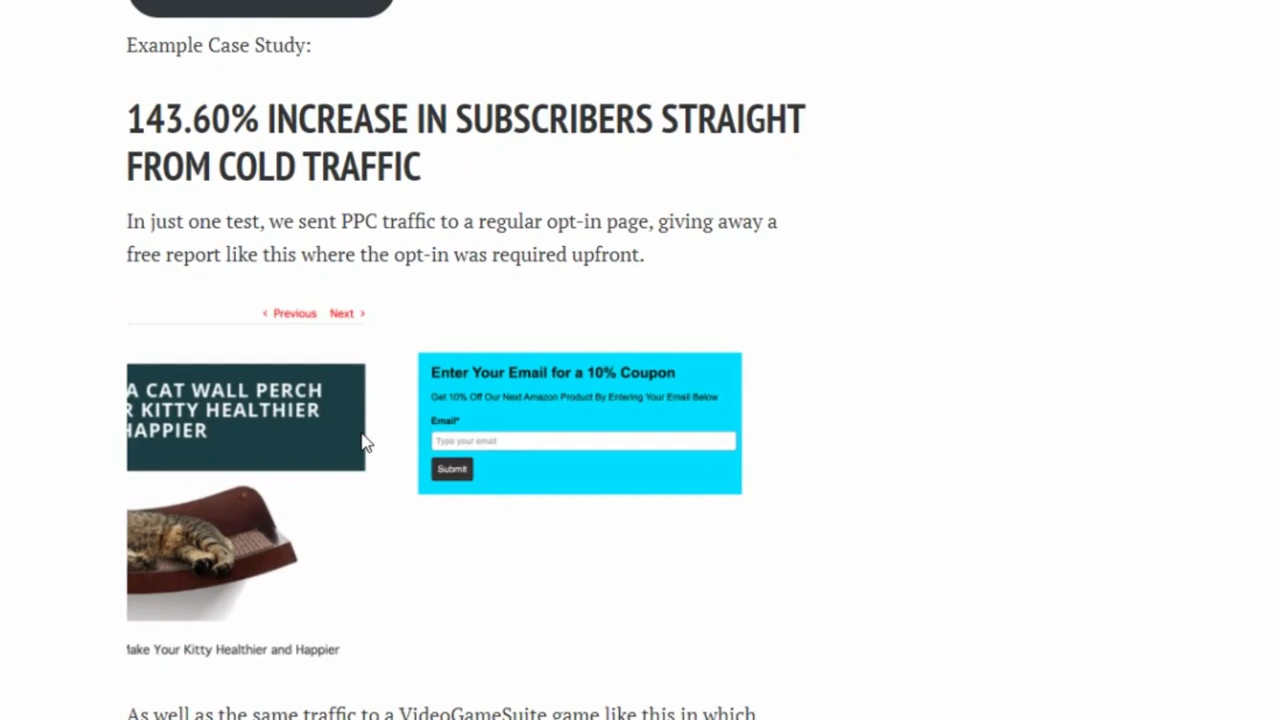 Example Case Study:
143.60% INCREASE IN SUBSCRIBERS STRAIGHT
FROM COLD TRAFFIC
In just one test, we sent PPC traffic to a regular opt-in page, giving away a
free report like this where the opt-in was required upfront.
< Previous Next >
A CAT WALL PERCH
R KITTY HEALTHIER
HAPPIER
Enter Your Email for a 10% Coupon
Get 10% Off Our Next Amazon Product By Entering Your Email Below
Email*
Type your email
Submit
Make Your Kitty Healthier and Happier
As well as the same traffic to a VideoGameSuite game like this in which